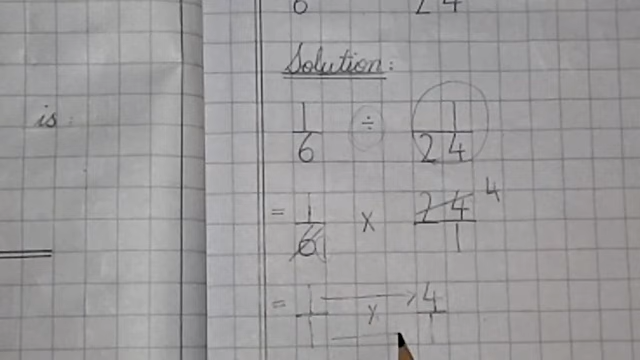 6 24
Solution:
is:
1/6 ÷ 1/24
= 1/6 × 24/1 4
= 1/1 × 4/1